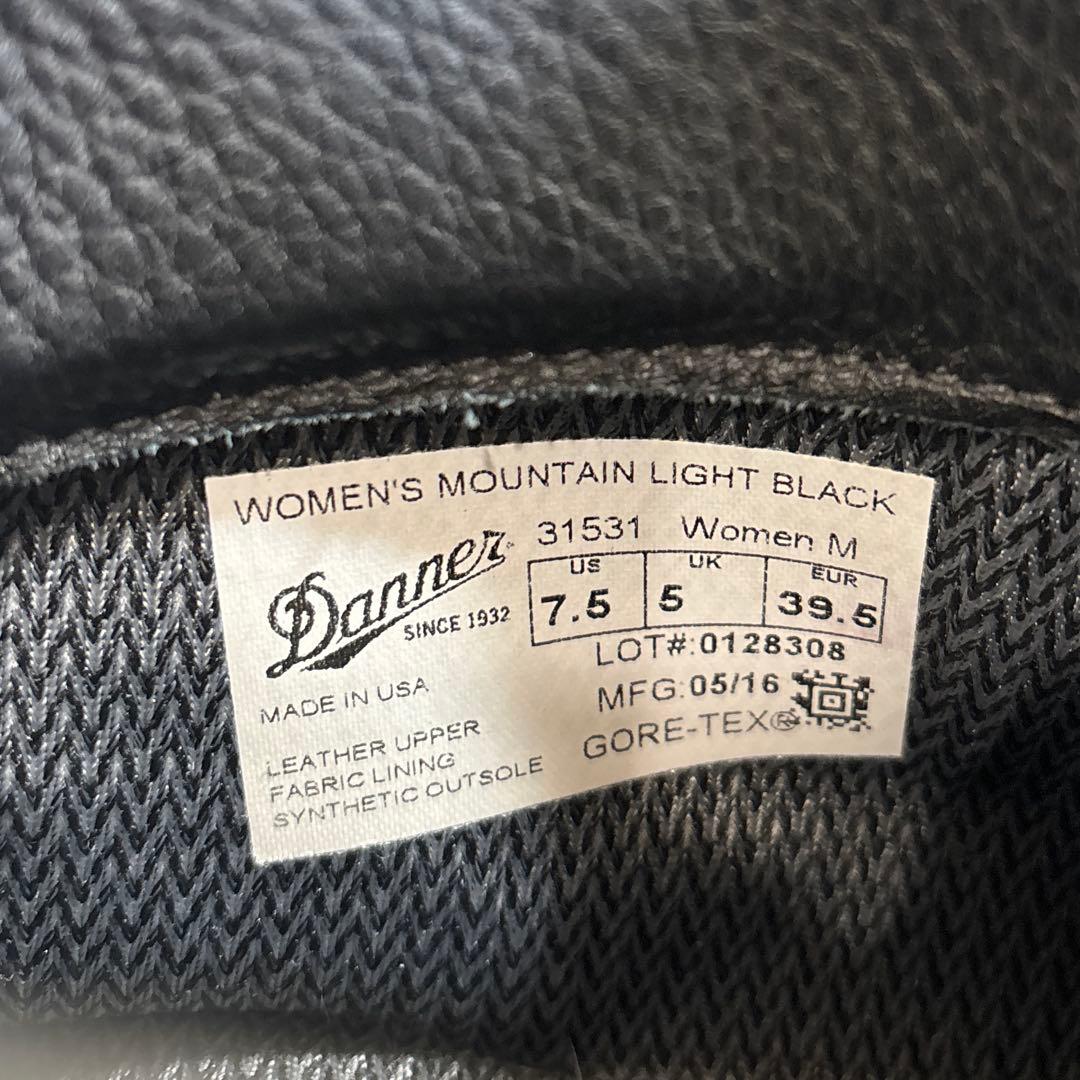 WOMEN'S MOUNTAIN LIGHT BLACK
Danner
SINCE 1932
31531 Women M
US UK EUR
7.5 5 39.5
LOT#:0128308
MFG:05/16
GORE-TEX®
MADE IN USA
LEATHER UPPER
FABRIC LINING
SYNTHETIC OUTSOLE